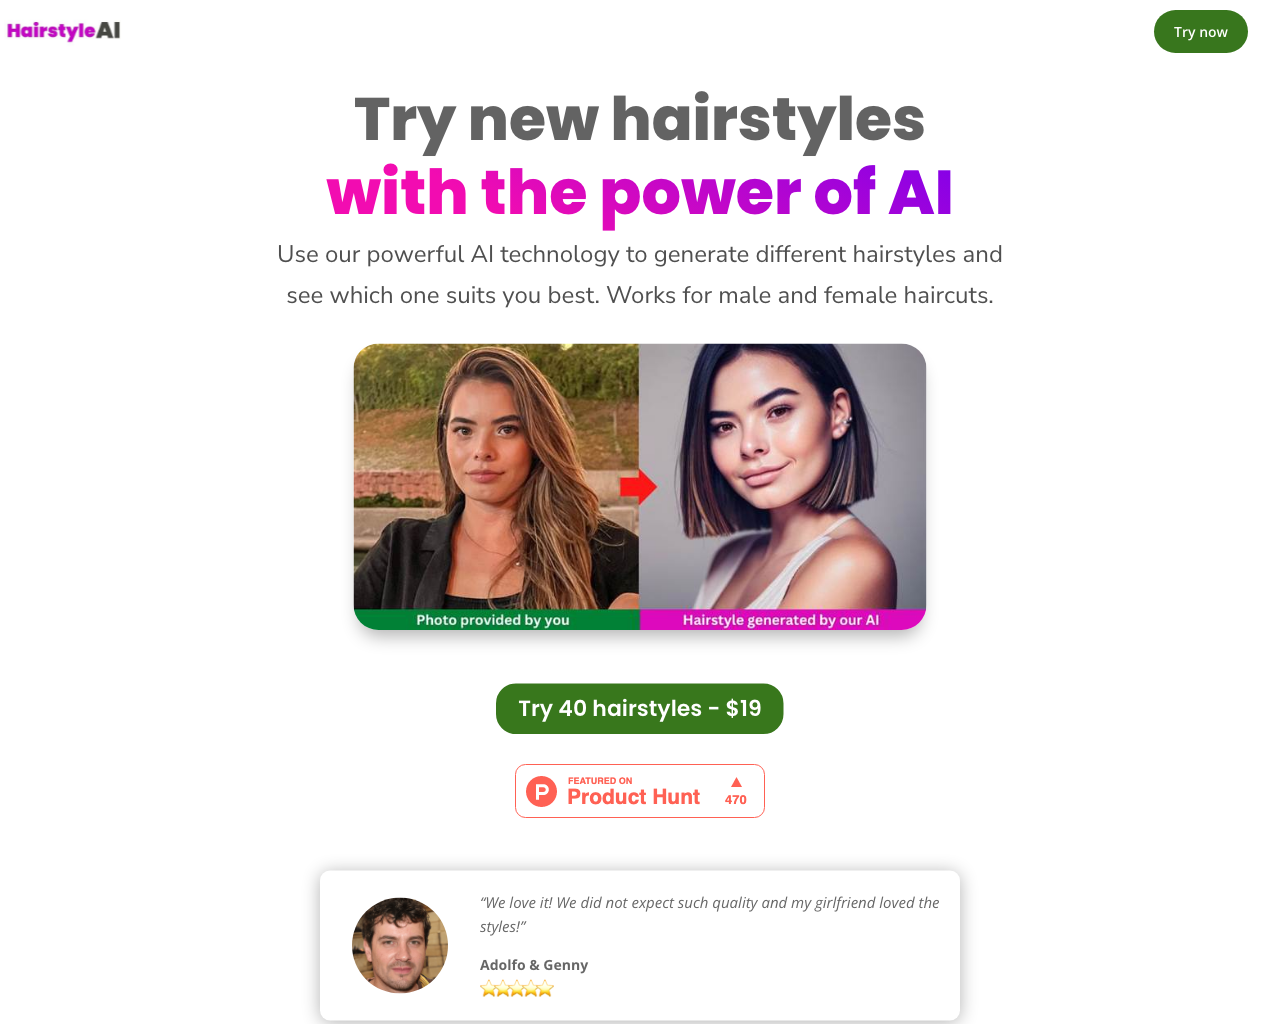 HairstyleAI
Try now
Try new hairstyles
with the power of AI
Use our powerful AI technology to generate different hairstyles and
see which one suits you best. Works for male and female haircuts.
Photo provided by you
Hairstyle generated by our AI
Try 40 hairstyles - $19
P
FEATURED ON
Product Hunt
470
“We love it! We did not expect such quality and my girlfriend loved the
styles!”
Adolfo & Genny